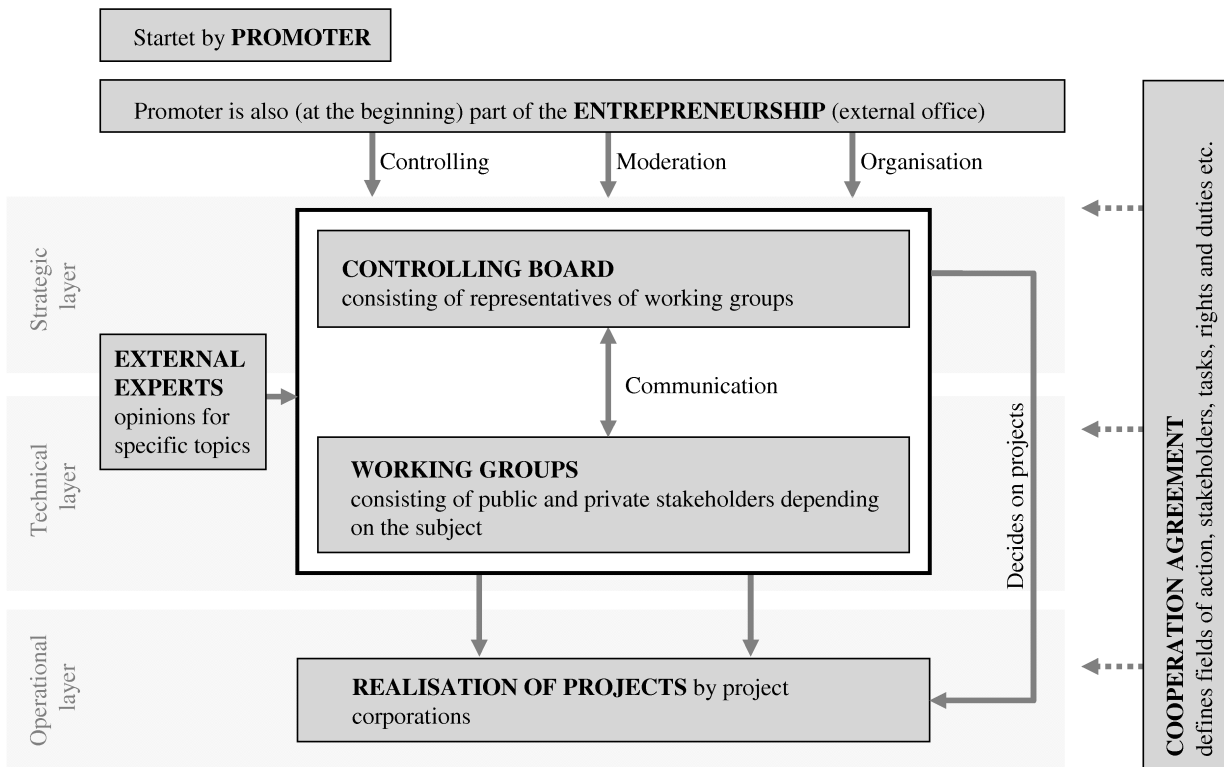 Startet by PROMOTER
Promoter is also (at the beginning) part of the ENTREPRENEURSHIP (external office)
Controlling
Moderation
Organisation
Strategic
layer
CONTROLLING BOARD
consisting of representatives of working groups
EXTERNAL
EXPERTS
opinions for
specific topics
Communication
Technical
layer
WORKING GROUPS
consisting of public and private stakeholders depending
on the subject
Decides on projects
Operational
layer
REALISATION OF PROJECTS by project
corporations
COOPERATION AGREEMENT
defines fields of action, stakeholders, tasks, rights and duties etc.